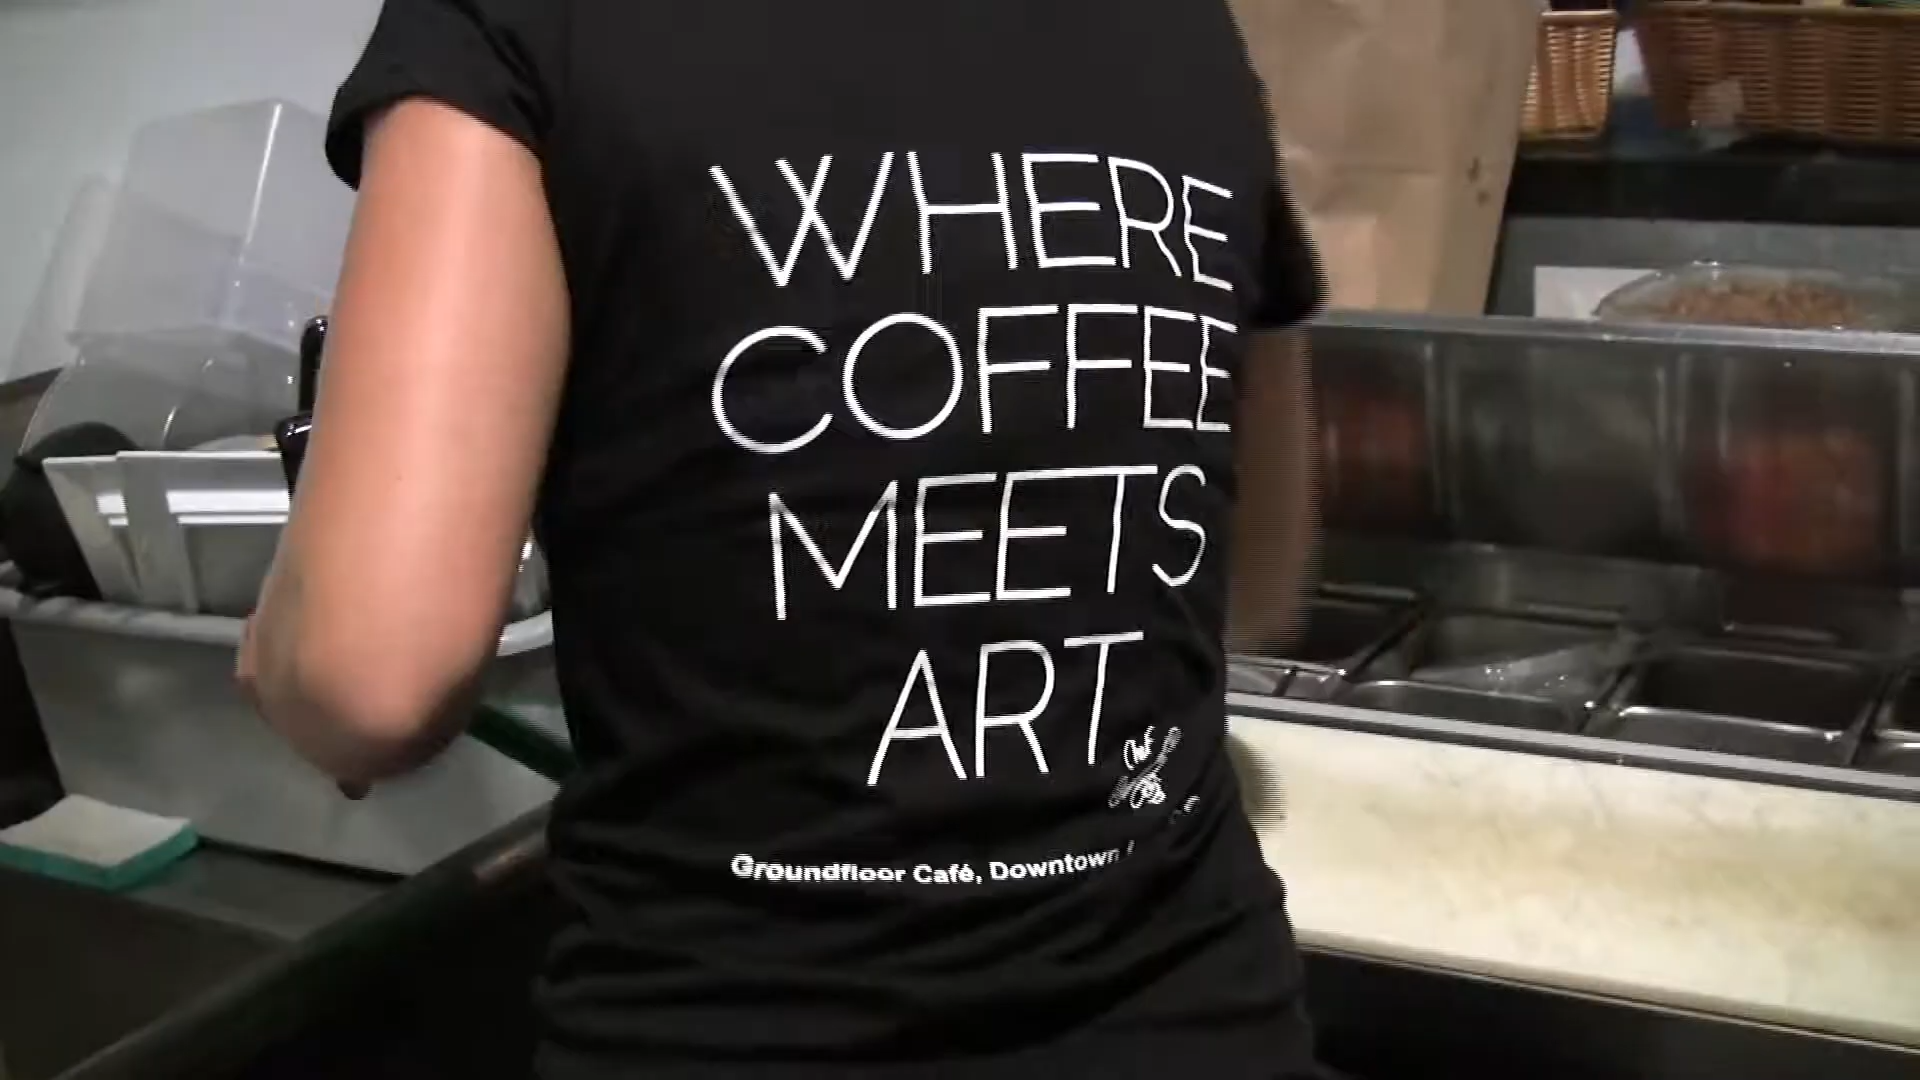 WHERE
COFFEE
MEETS
ART
Groundfloor Café, Downtown